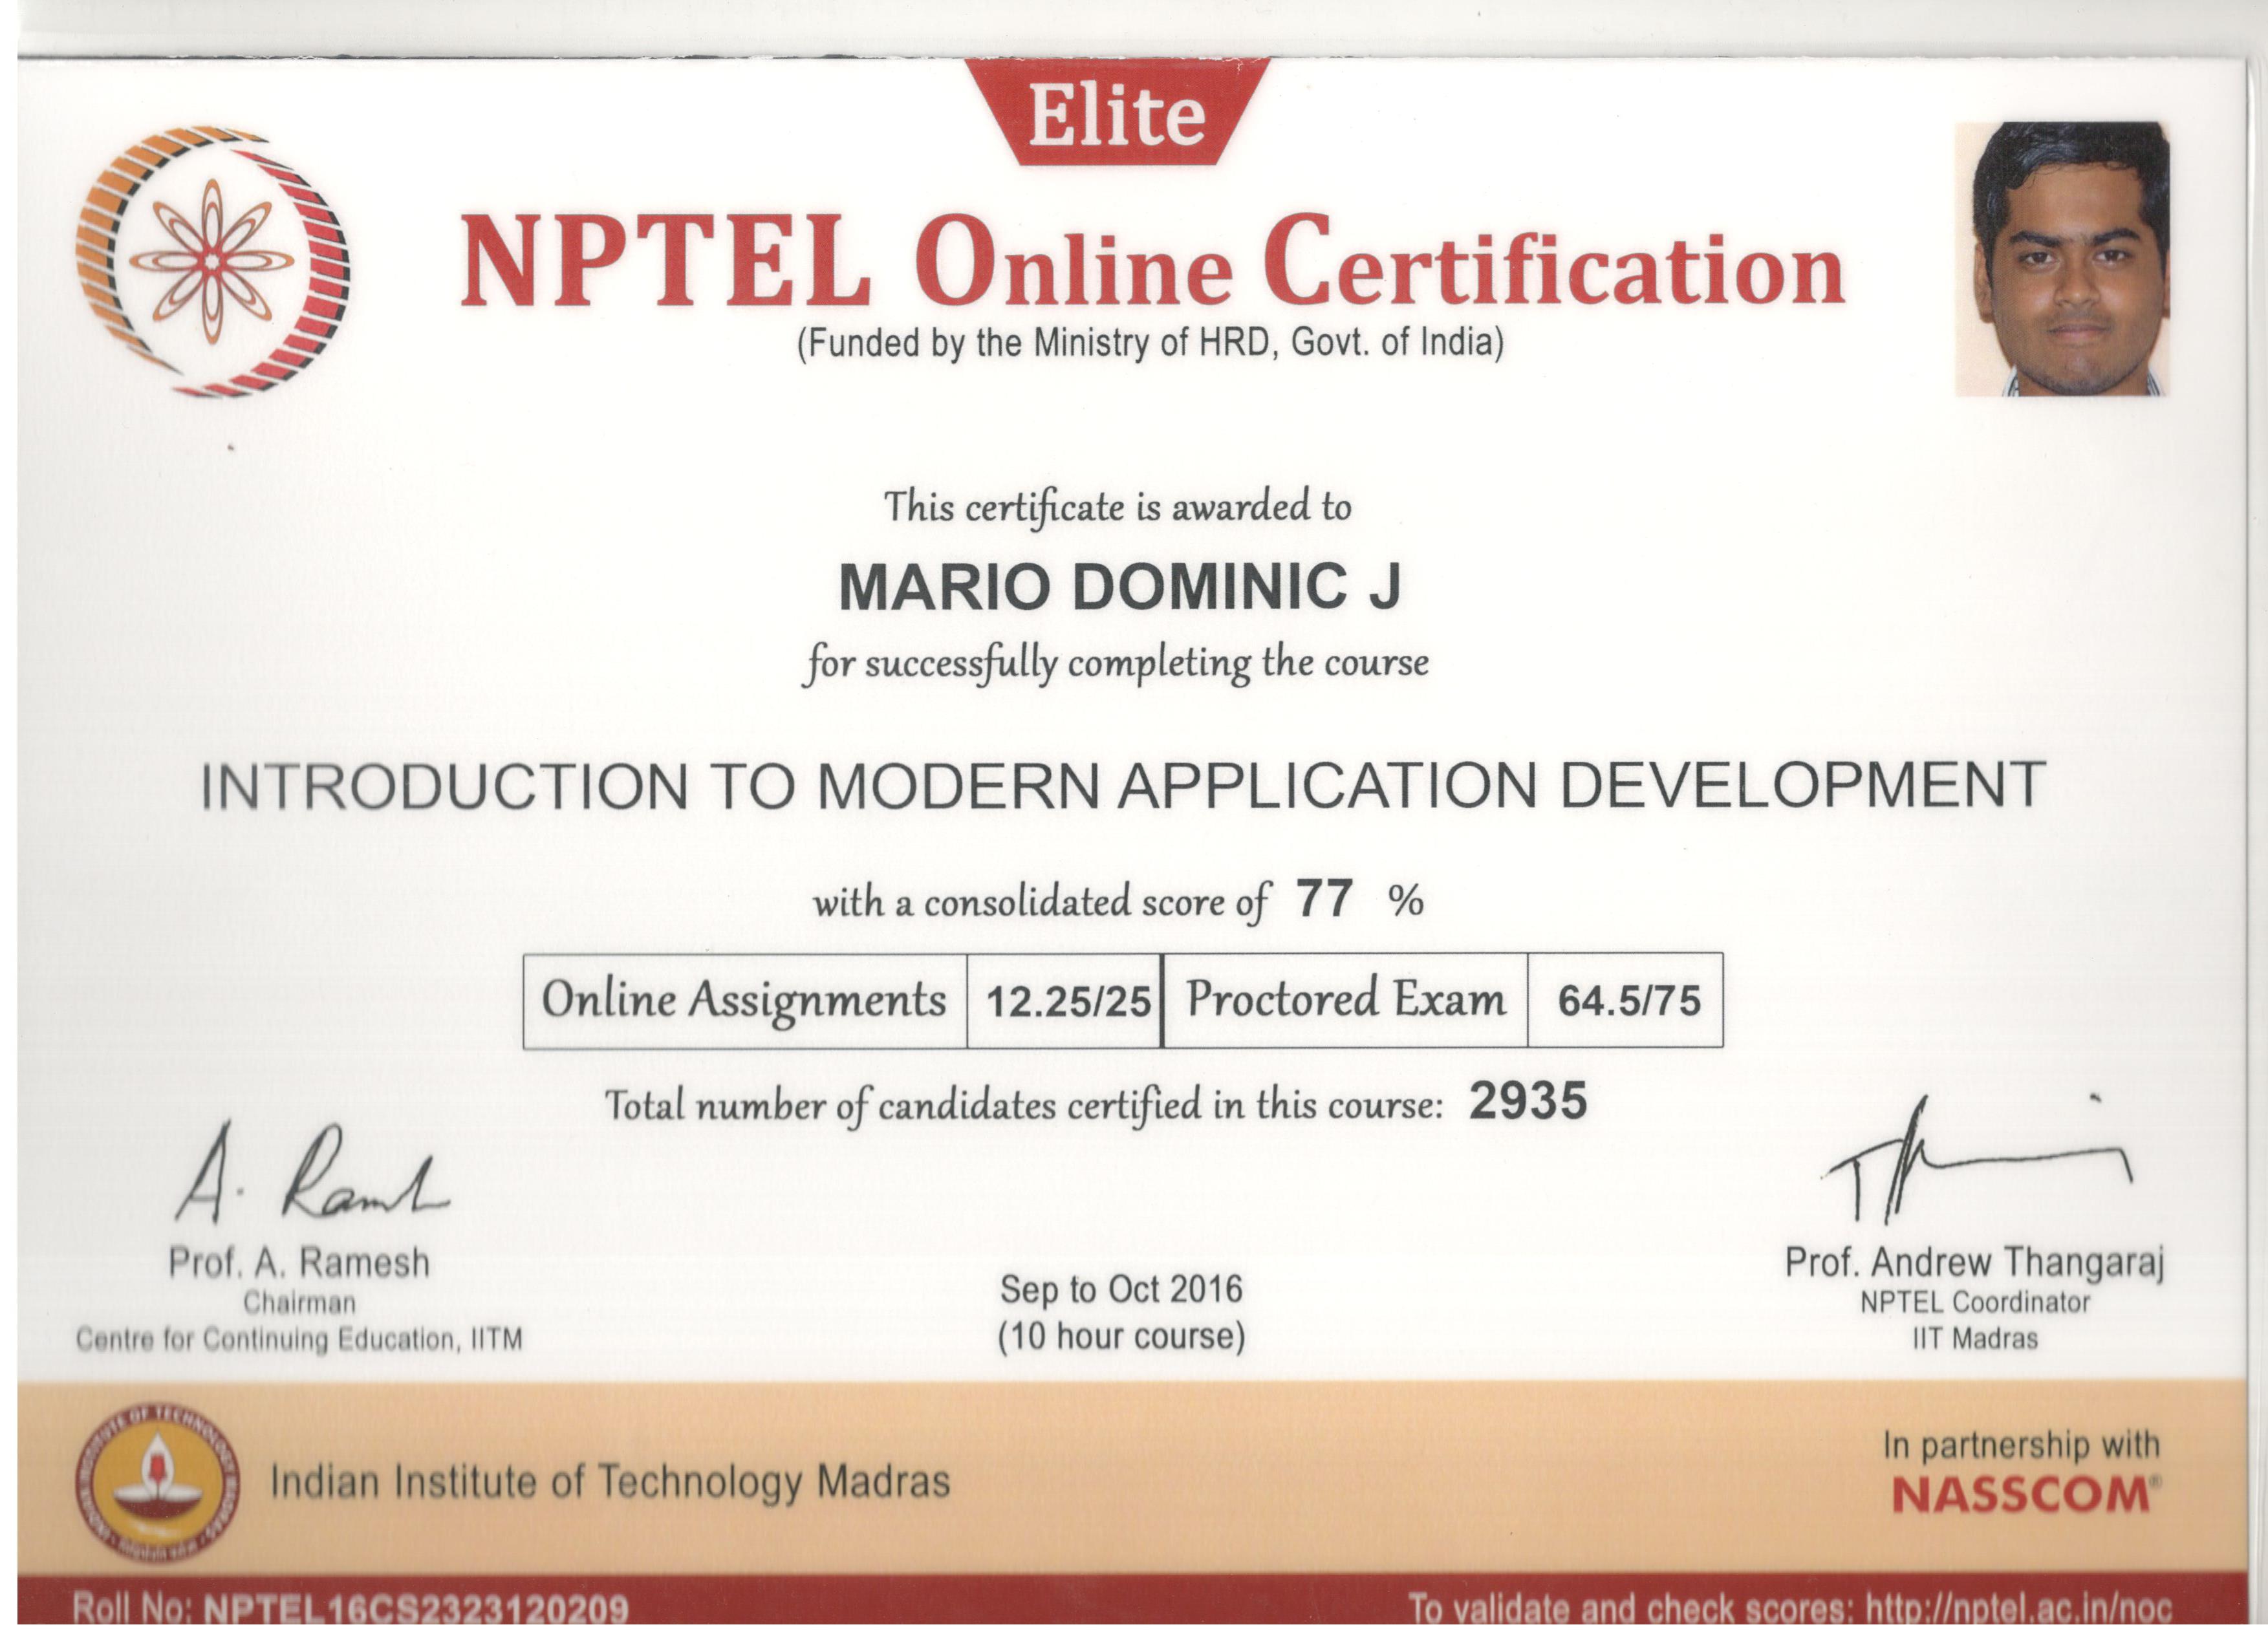 Elite
NPTEL Online Certification
(Funded by the Ministry of HRD, Govt. of India)
This certificate is awarded to
MARIO DOMINIC J
for successfully completing the course
INTRODUCTION TO MODERN APPLICATION DEVELOPMENT
with a consolidated score of 77 %
Online Assignments 12.25/25 Proctored Exam 64.5/75
Total number of candidates certified in this course: 2935
A. Ramesh
Prof. A. Ramesh
Chairman
Centre for Continuing Education, IITM
Sep to Oct 2016
(10 hour course)
Prof. Andrew Thangaraj
NPTEL Coordinator
IIT Madras
INDIAN INSTITUTE OF TECHNOLOGY MADRAS
Indian Institute of Technology Madras
In partnership with
NASSCOM®
Roll No: NPTEL16CS2323120209
To validate and check scores: http://nptel.ac.in/noc